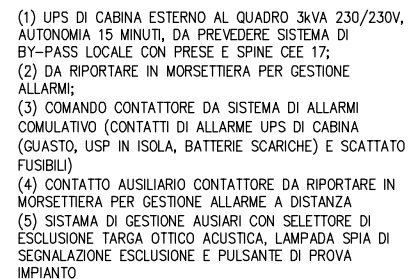 (1) UPS DI CABINA ESTERNO AL QUADRO 3kVA 230/230V,
AUTONOMIA 15 MINUTI, DA PREVEDERE SISTEMA DI
BY-PASS LOCALE CON PRESE E SPINE CEE 17;
(2) DA RIPORTARE IN MORSETTIERA PER GESTIONE
ALLARMI;
(3) COMANDO CONTATTORE DA SISTEMA DI ALLARMI
COMULATIVO (CONTATTI DI ALLARME UPS DI CABINA
(GUASTO, USP IN ISOLA, BATTERIE SCARICHE) E SCATTATO
FUSIBILI)
(4) CONTATTO AUSILIARIO CONTATTORE DA RIPORTARE IN
MORSETTIERA PER GESTIONE ALLARME A DISTANZA
(5) SISTAMA DI GESTIONE AUSIARI CON SELETTORE DI
ESCLUSIONE TARGA OTTICO ACUSTICA, LAMPADA SPIA DI
SEGNALAZIONE ESCLUSIONE E PULSANTE DI PROVA
IMPIANTO